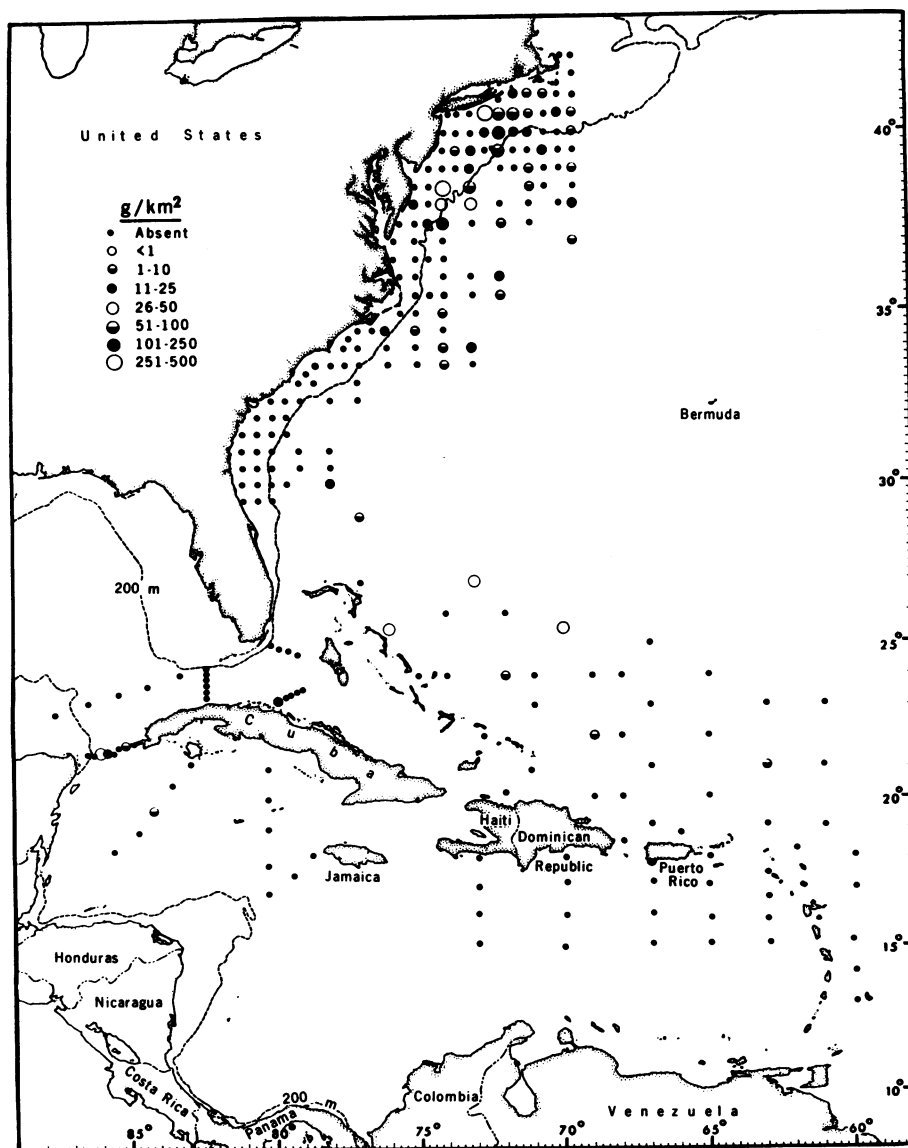 United States
40°
g/km²
Absent
<1
1-10
11-25
26-50
51-100
101-250
251-500
35°
Bermuda
30°
200 m
25°
Cuba
20°
Haiti
Dominican
Republic
Jamaica
Puerto
Rico
15°
Honduras
Nicaragua
Costa Rica
200 m
Panama
Colombia
Venezuela
10°
85°
80°
75°
70°
65°
60°